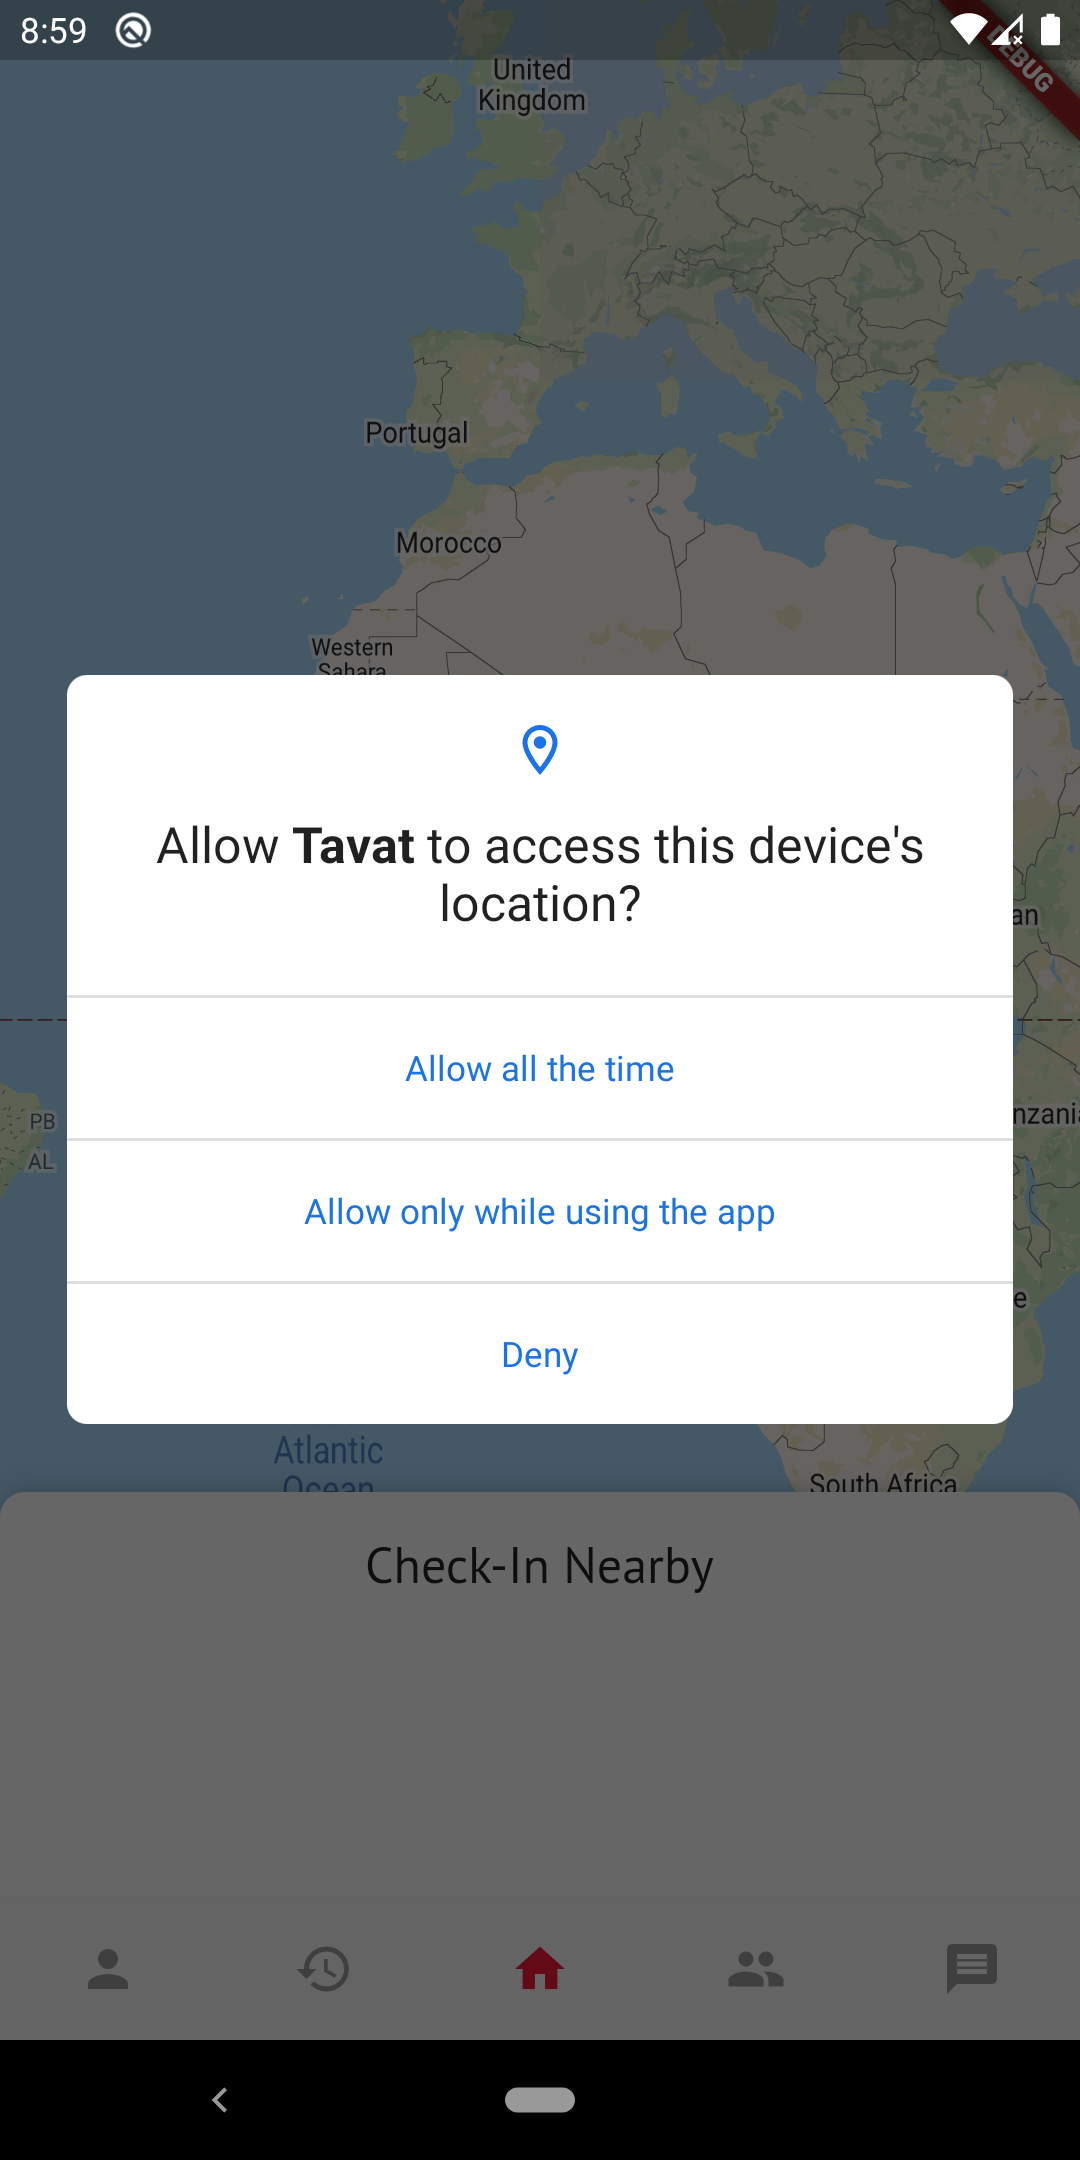 8:59
DEBUG
United
Kingdom
Portugal
Morocco
Western
Sahara
Allow Tavat to access this device's
location?
an
Allow all the time
PB
nzania
AL
Allow only while using the app
e
Deny
Atlantic
Ocean
South Africa
Check-In Nearby